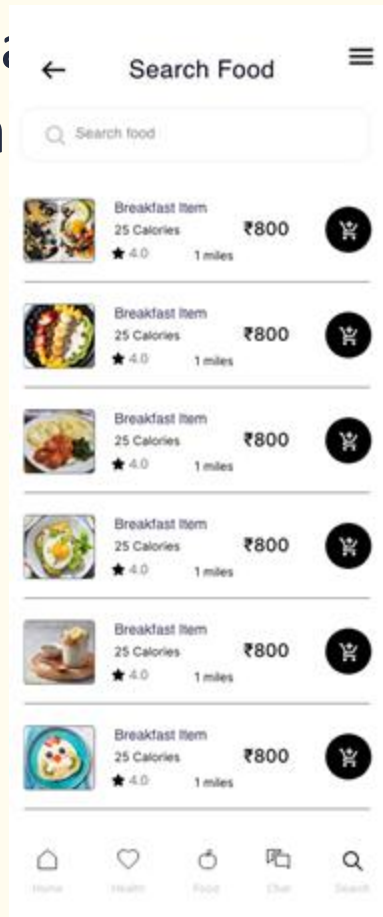 Search Food
Search food
Breakfast Item
25 Calories
₹800
4.0
1 miles
Breakfast Item
25 Calories
₹800
4.0
1 miles
Breakfast Item
25 Calories
₹800
4.0
1 miles
Breakfast Item
25 Calories
₹800
4.0
1 miles
Breakfast Item
25 Calories
₹800
4.0
1 miles
Breakfast Item
25 Calories
₹800
4.0
1 miles
Home Health Food Chat Search